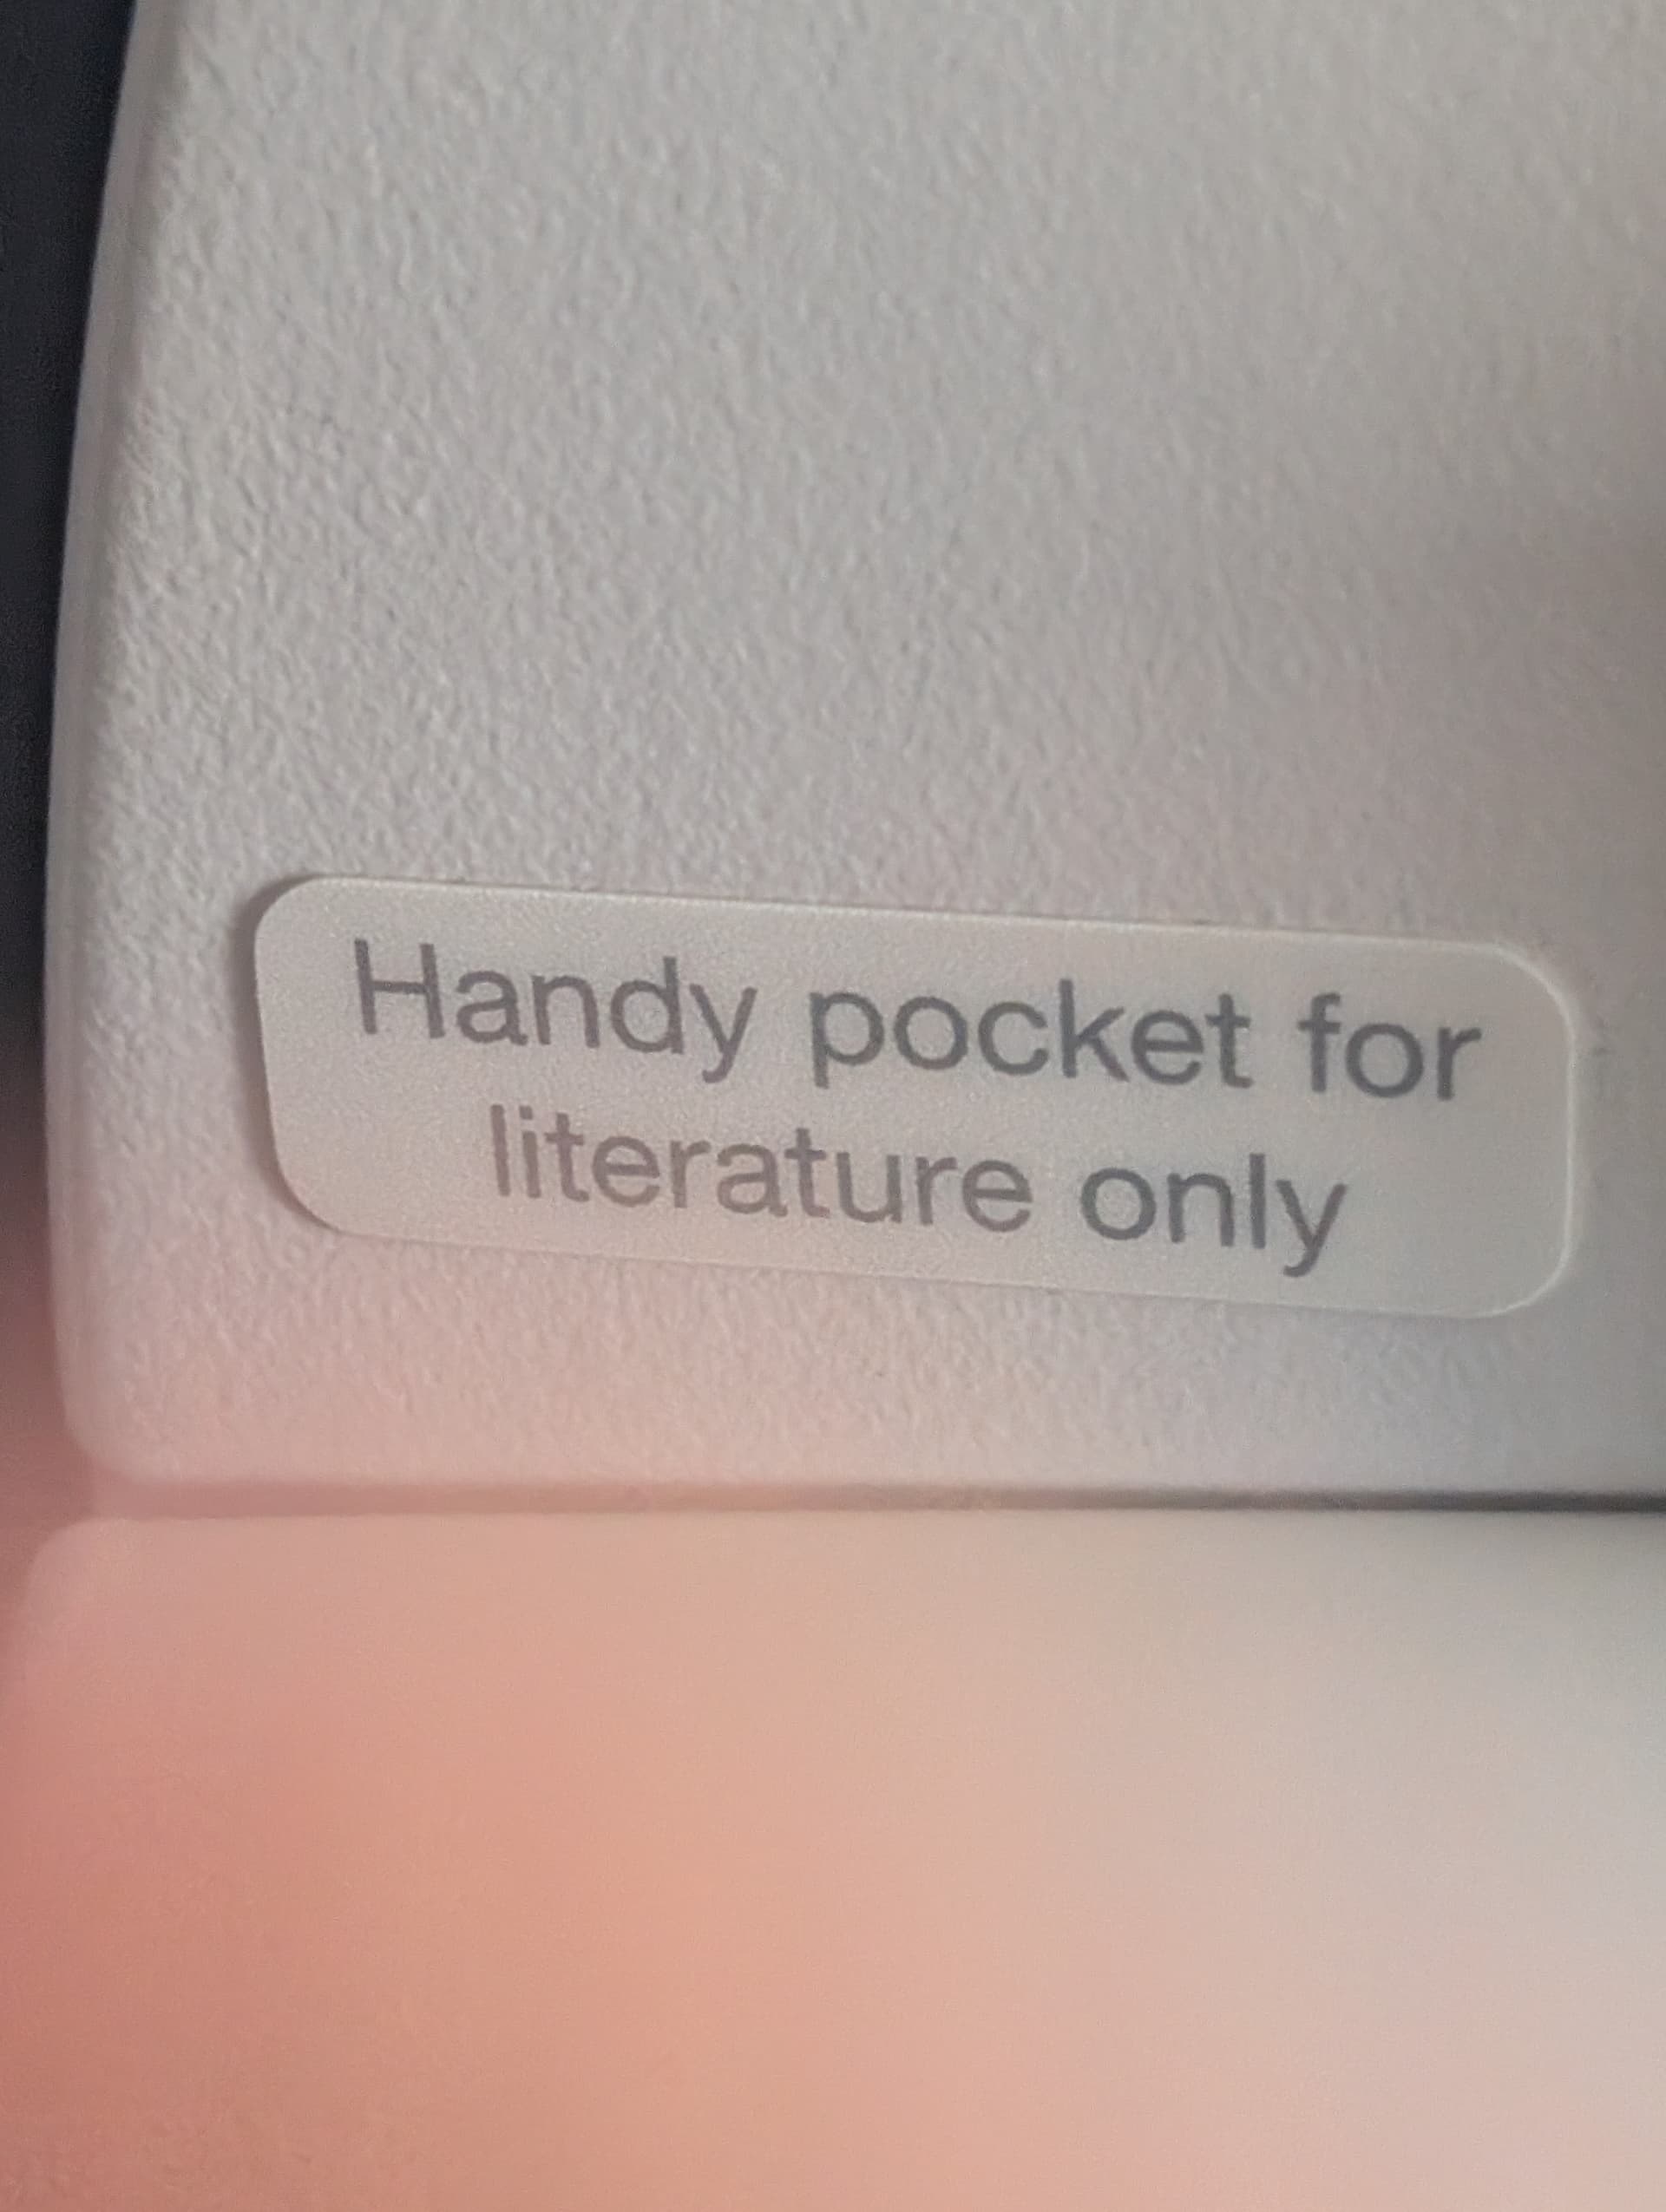 Handy pocket for
literature only